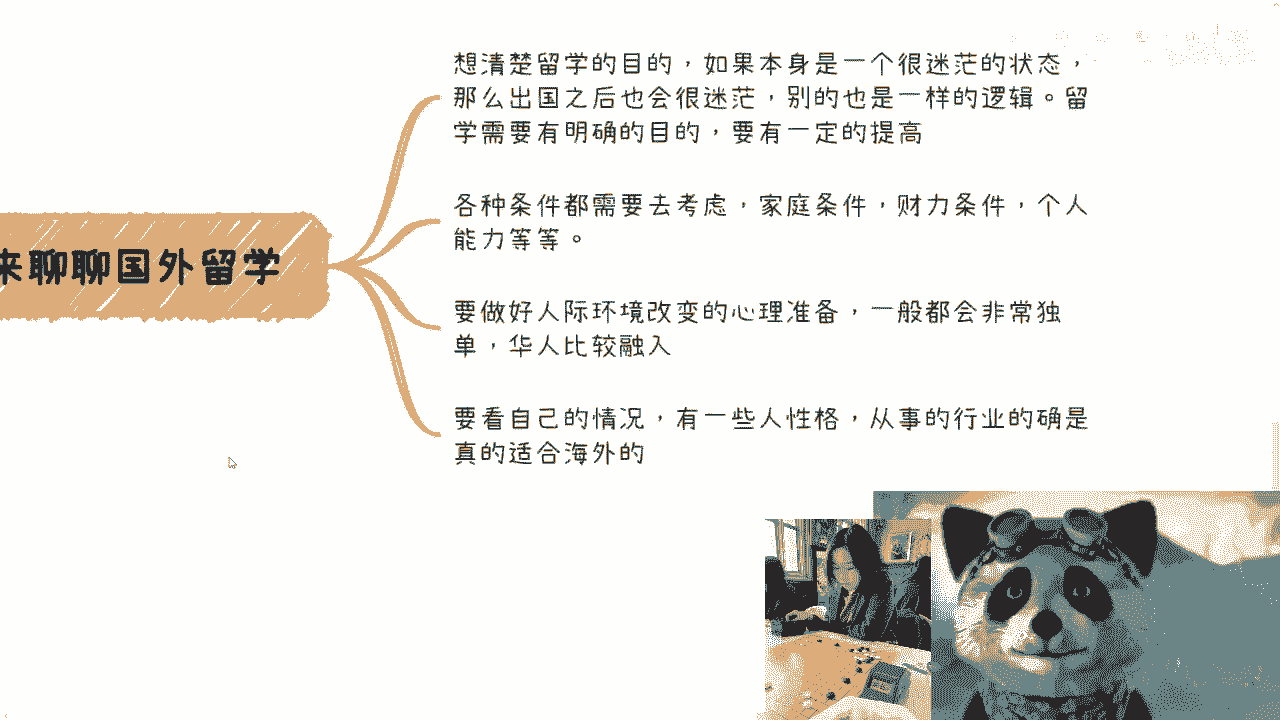 想清楚留学的目的，如果本身是一个很迷茫的状态，
那么出国之后也会很迷茫，别的也是一样的逻辑。留
学需要有明确的目的，要有一定的提高
各种条件都需要去考虑，家庭条件，财力条件，个人
能力等等。
来聊聊国外留学
要做好人际环境改变的心理准备，一般都会非常独
单，华人比较融入
要看自己的情况，有一些人性格，从事的行业的确是
真的适合海外的